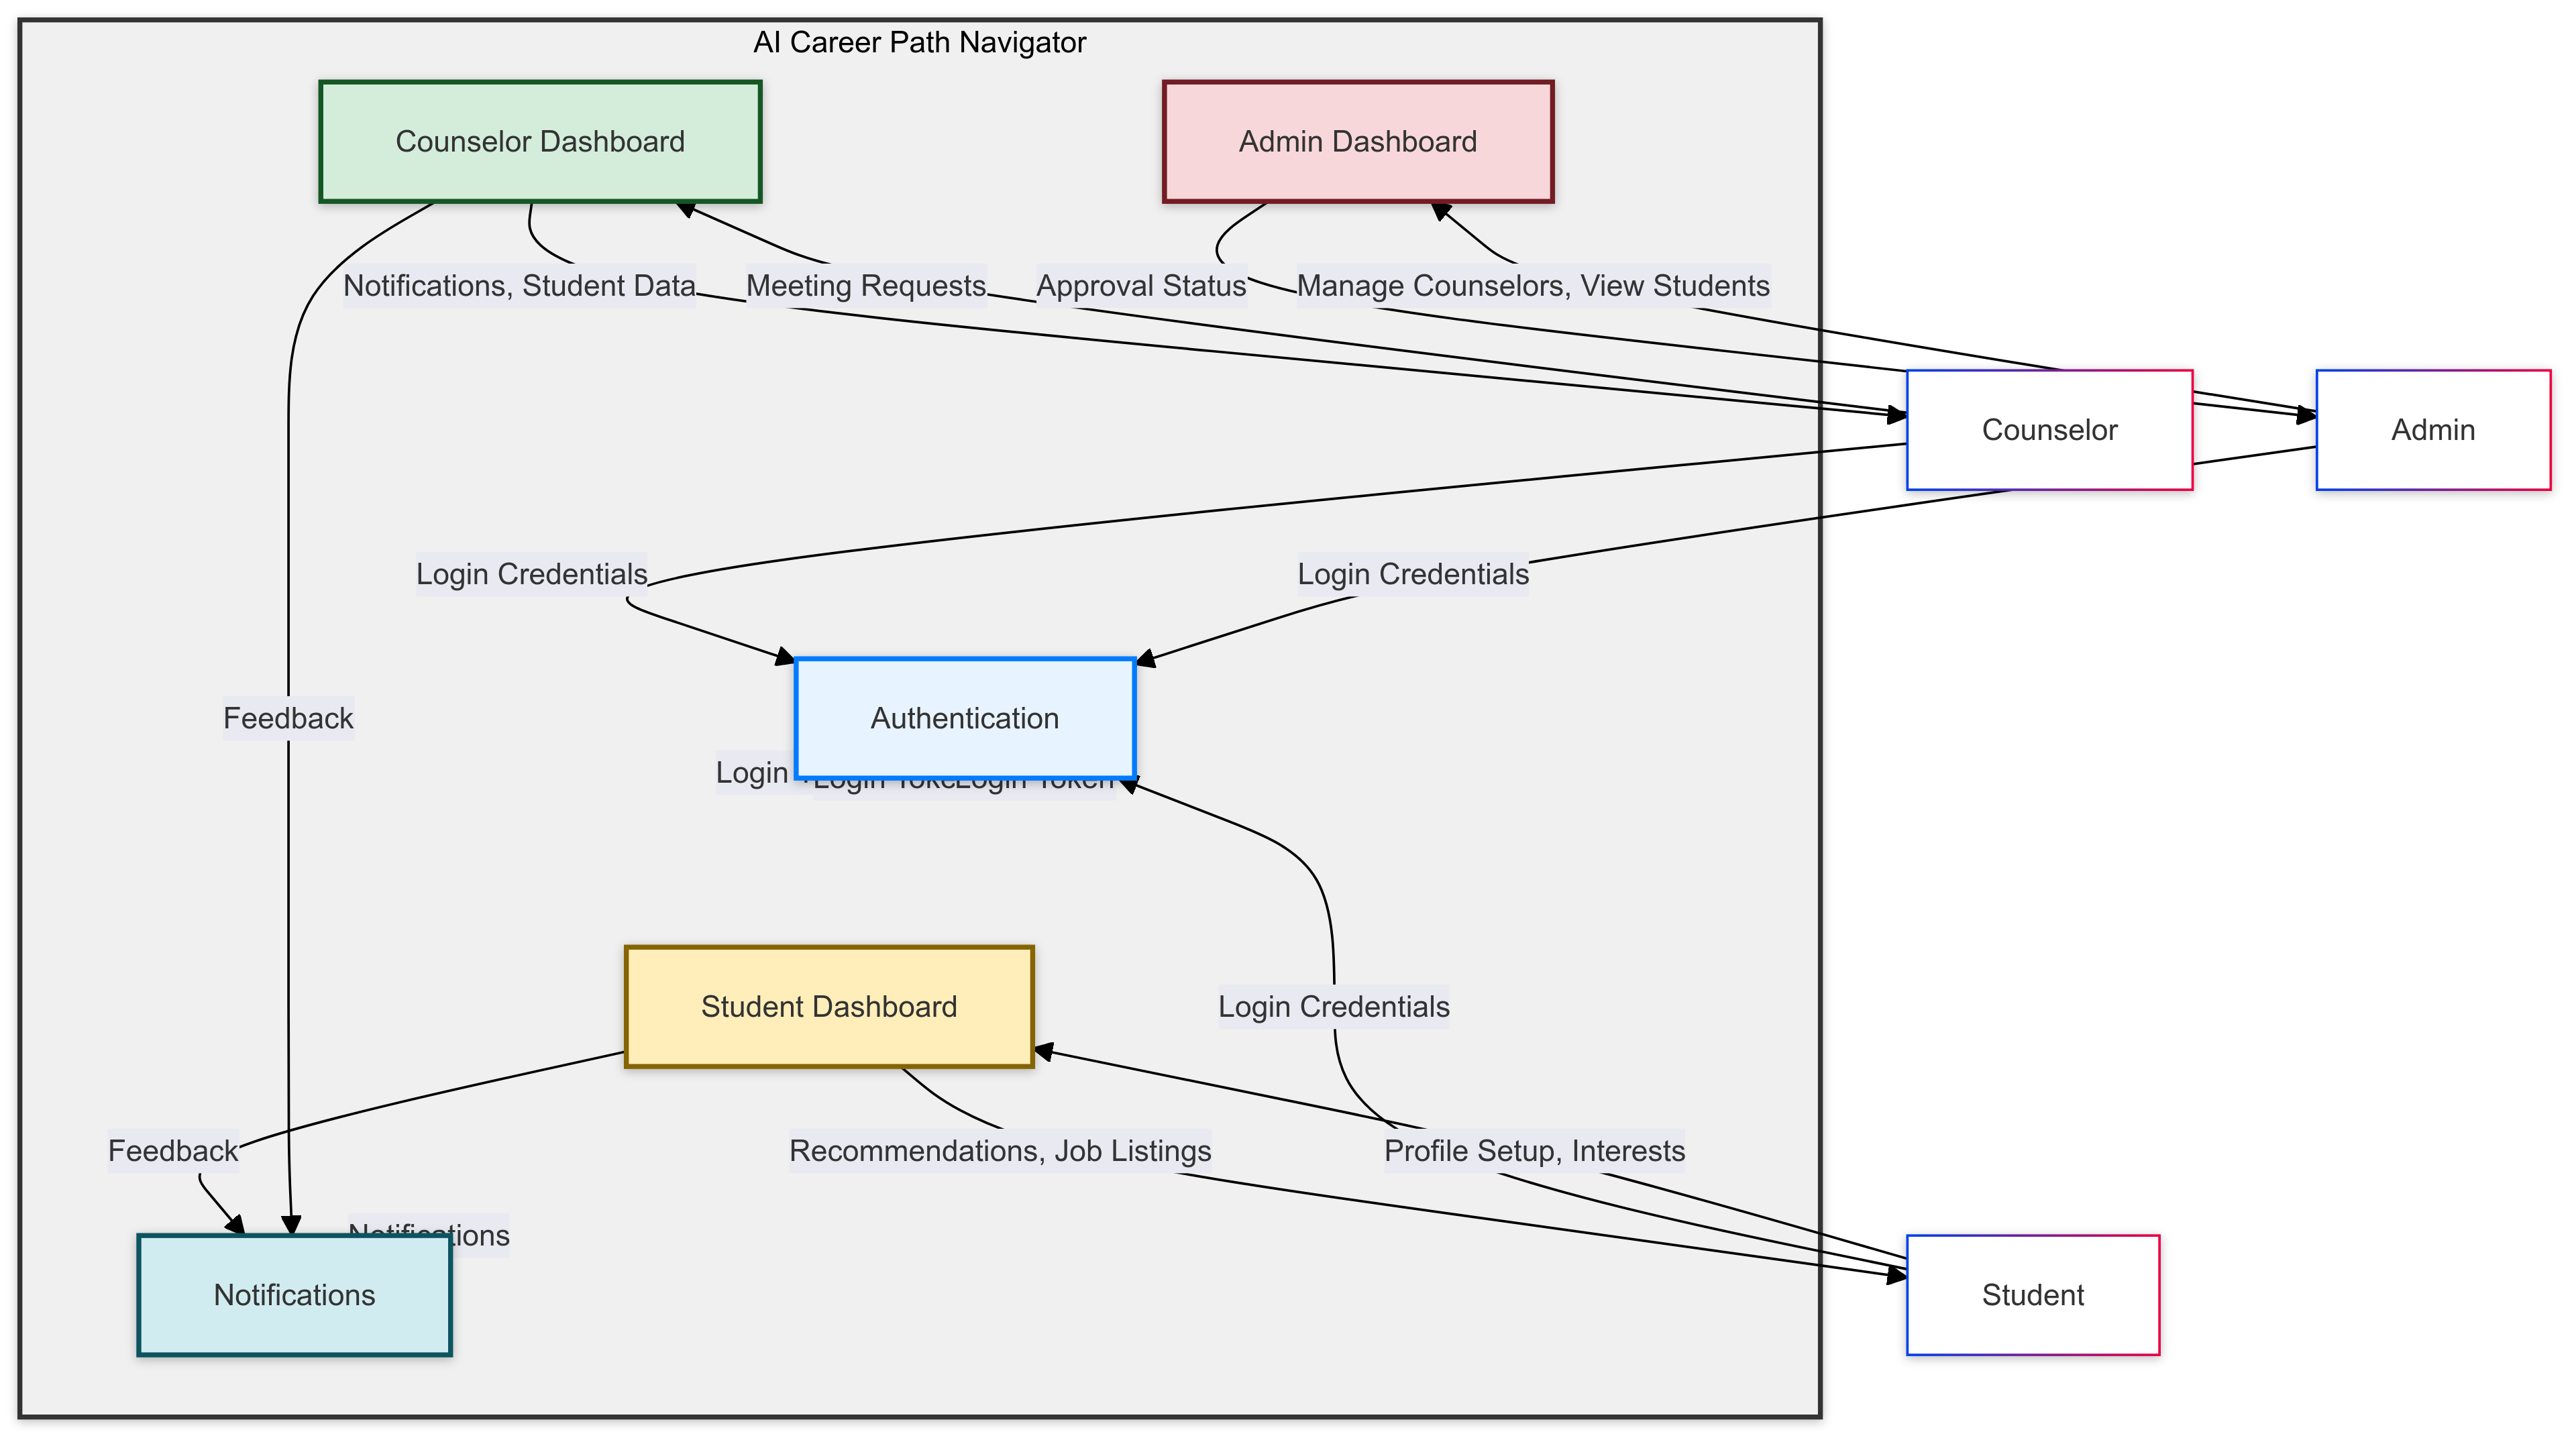 AI Career Path Navigator
Counselor Dashboard
Admin Dashboard
Notifications, Student Data
Meeting Requests
Approval Status
Manage Counselors, View Students
Counselor
Admin
Login Credentials
Login Credentials
Feedback
Authentication
Login
Login Token
Student Dashboard
Login Credentials
Feedback
Recommendations, Job Listings
Profile Setup, Interests
Notifications
Notifications
Student